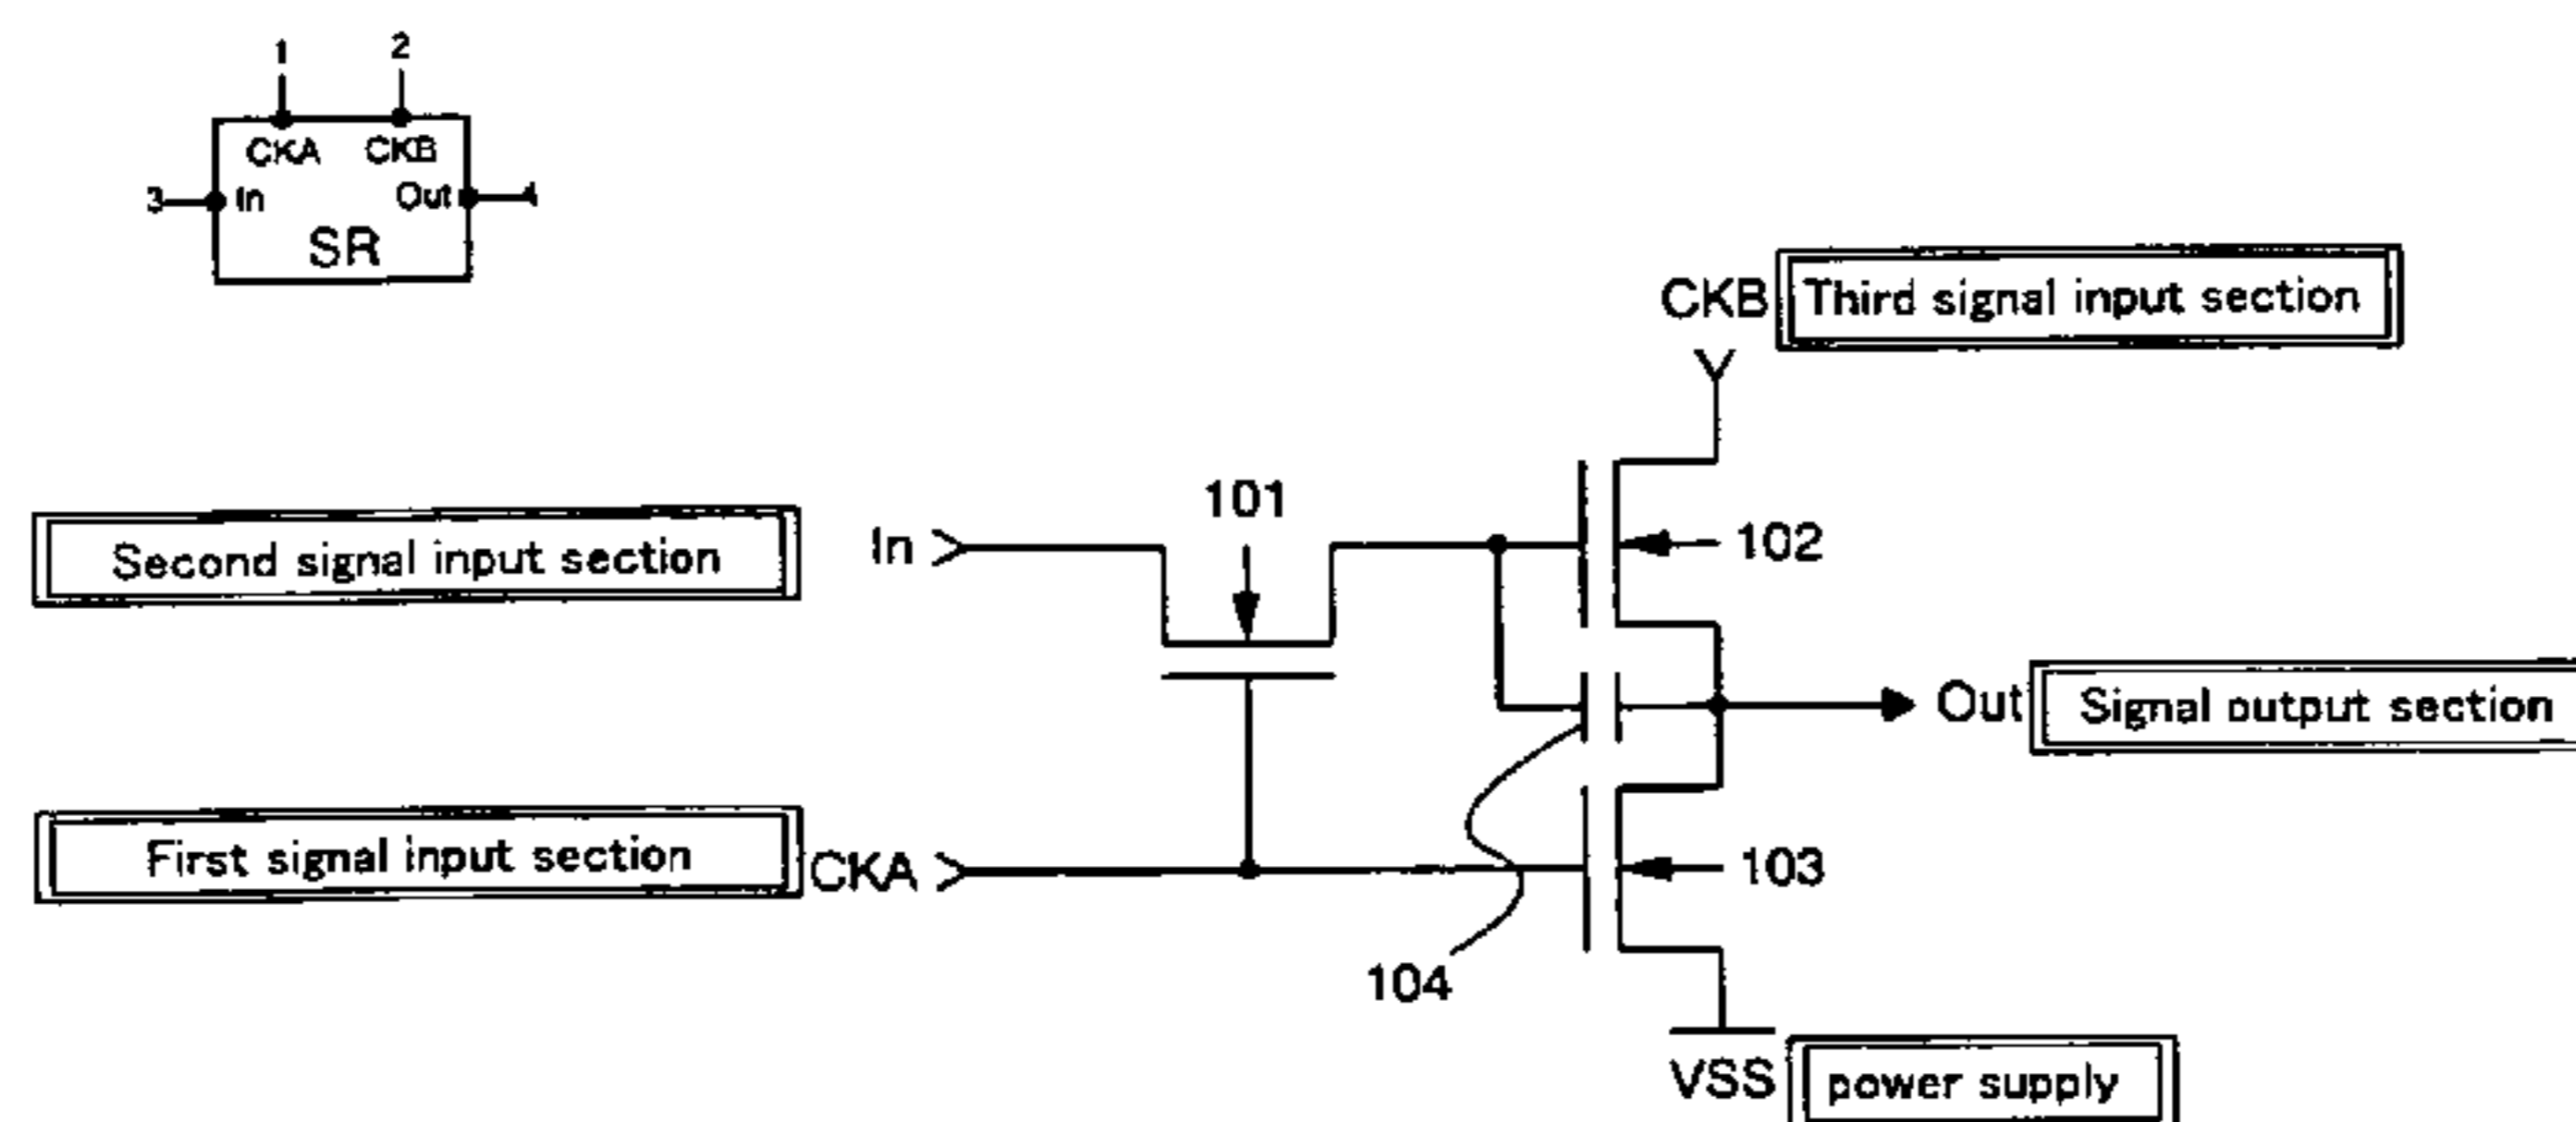 1 2
CKA CKB
3 In Out 4
SR
CKB Third signal input section
101
Second signal input section In 102
Out Signal output section
First signal input section CKA 103
104
VSS power supply